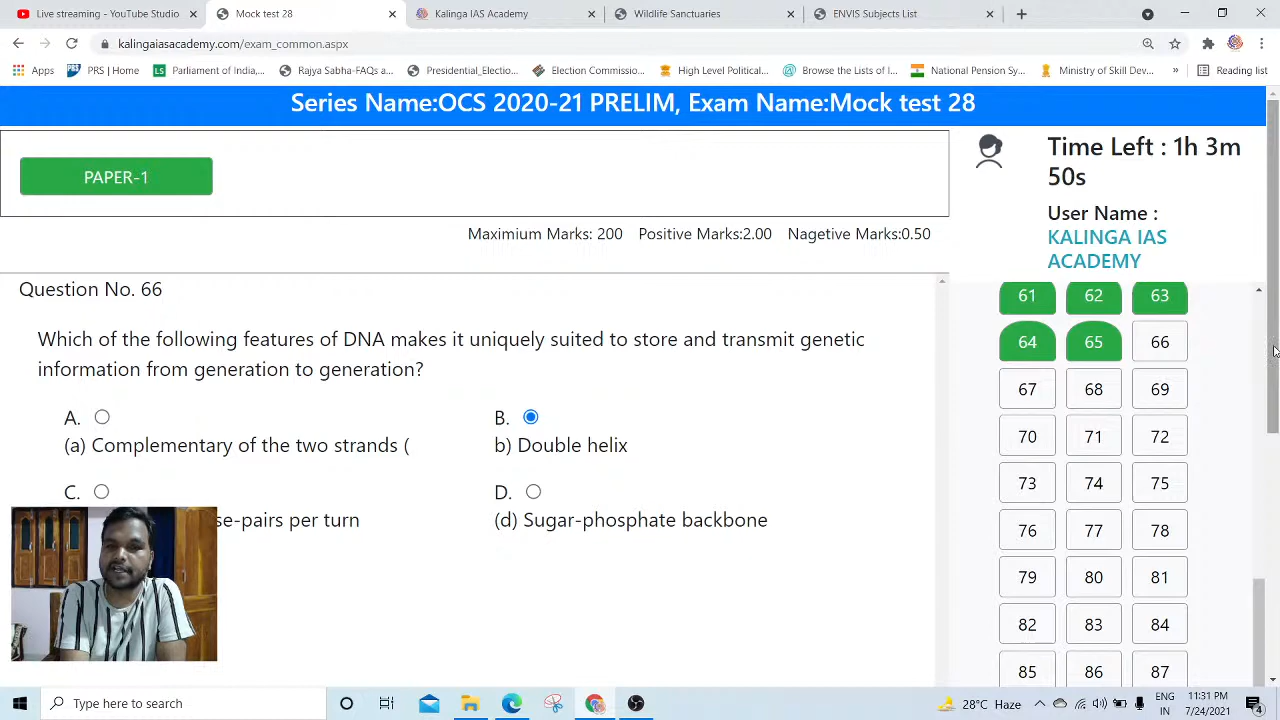 Live streaming - YouTube Studio
Mock test 28
Kalinga IAS Academy
Wildlife Sanctuaries
ENVIS Subjects List
kalingaiasacademy.com/exam_common.aspx
Apps
PRS | Home
Parliament of India,...
Rajya Sabha-FAQs a...
Presidential_Electio...
Election Commissio...
High Level Political...
Browse the Lists of I...
National Pension Sy...
Ministry of Skill Dev...
»
Reading list
Series Name:OCS 2020-21 PRELIM, Exam Name:Mock test 28
PAPER-1
Time Left : 1h 3m
50s
User Name :
KALINGA IAS
ACADEMY
Maximium Marks: 200 Positive Marks:2.00 Nagetive Marks:0.50
Question No. 66
Which of the following features of DNA makes it uniquely suited to store and transmit genetic
information from generation to generation?
A.
(a) Complementary of the two strands (
B.
b) Double helix
C.
se-pairs per turn
D.
(d) Sugar-phosphate backbone
61 62 63
64 65 66
67 68 69
70 71 72
73 74 75
76 77 78
79 80 81
82 83 84
85 86 87
Type here to search
28°C Haze
ENG
IN
11:31 PM
7/24/2021
4